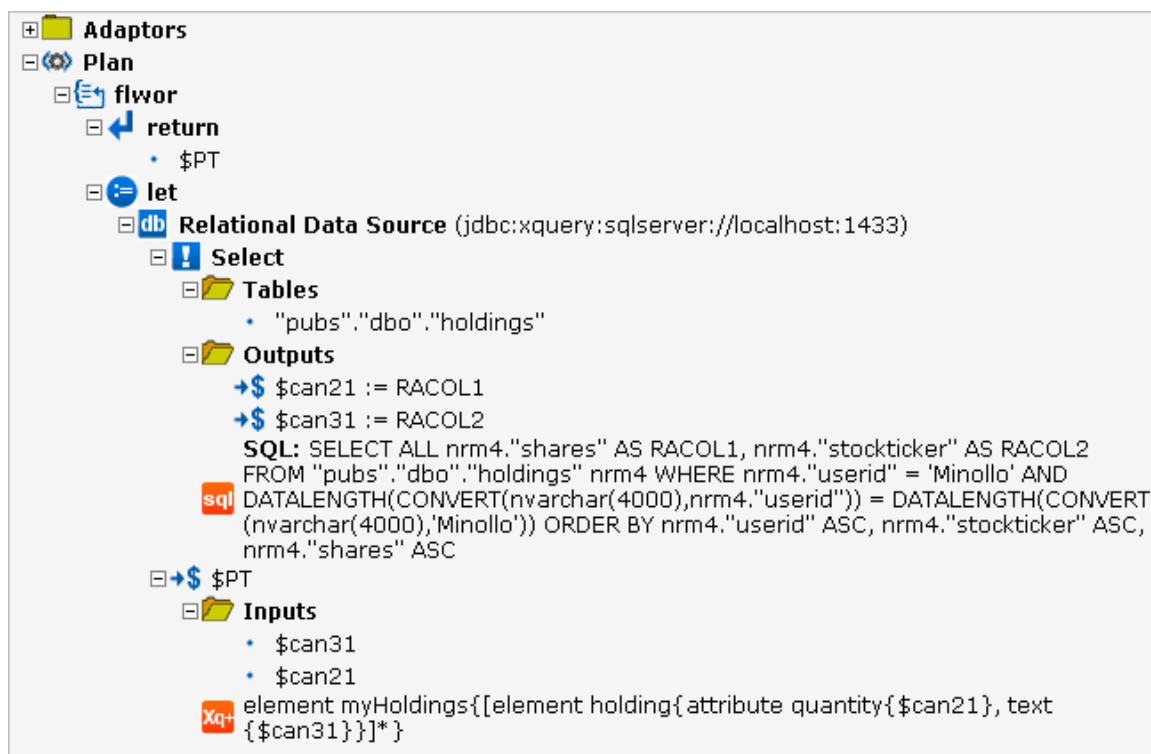 Adaptors
Plan
flwor
return
$PT
:= let
db Relational Data Source (jdbc:xquery:sqlserver://localhost:1433)
! Select
Tables
"pubs"."dbo"."holdings"
Outputs
$ $can21 := RACOL1
$ $can31 := RACOL2
SQL: SELECT ALL nrm4."shares" AS RACOL1, nrm4."stockticker" AS RACOL2
FROM "pubs"."dbo"."holdings" nrm4 WHERE nrm4."userid" = 'Minollo' AND
sql DATALENGTH(CONVERT(nvarchar(4000),nrm4."userid")) = DATALENGTH(CONVERT
(nvarchar(4000),'Minollo')) ORDER BY nrm4."userid" ASC, nrm4."stockticker" ASC,
nrm4."shares" ASC
$ $PT
Inputs
$can31
$can21
Xq+ element myHoldings{[element holding{attribute quantity{$can21}, text
{$can31}}]*}